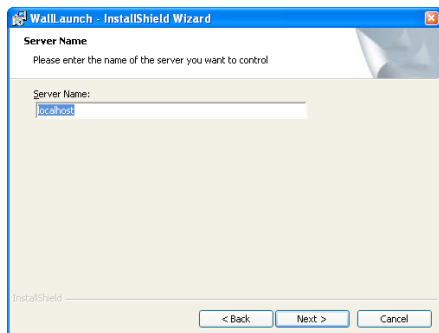 WallLaunch - InstallShield Wizard
Server Name
Please enter the name of the server you want to control
Server Name:
localhost
InstallShield
< Back Next > Cancel